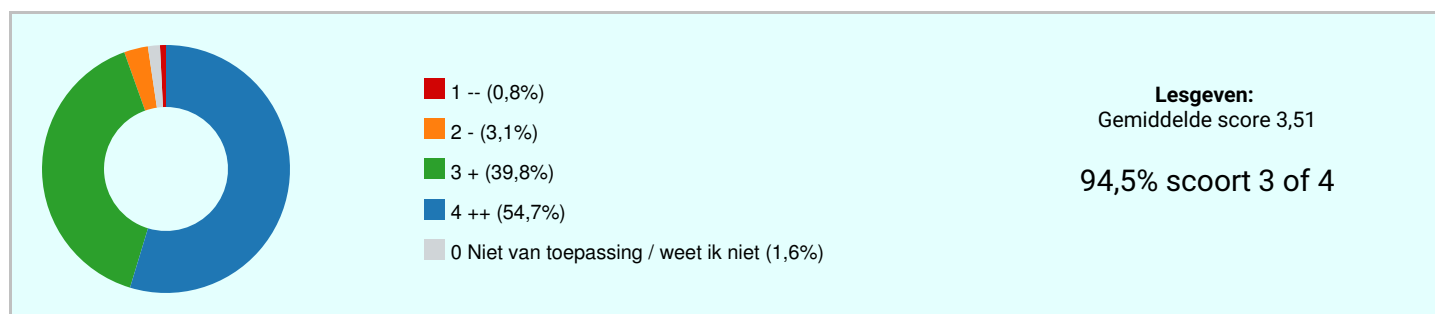 1 -- (0,8%)
2 - (3,1%)
3 + (39,8%)
4 ++ (54,7%)
0 Niet van toepassing / weet ik niet (1,6%)
Lesgeven:
Gemiddelde score 3,51
94,5% scoort 3 of 4